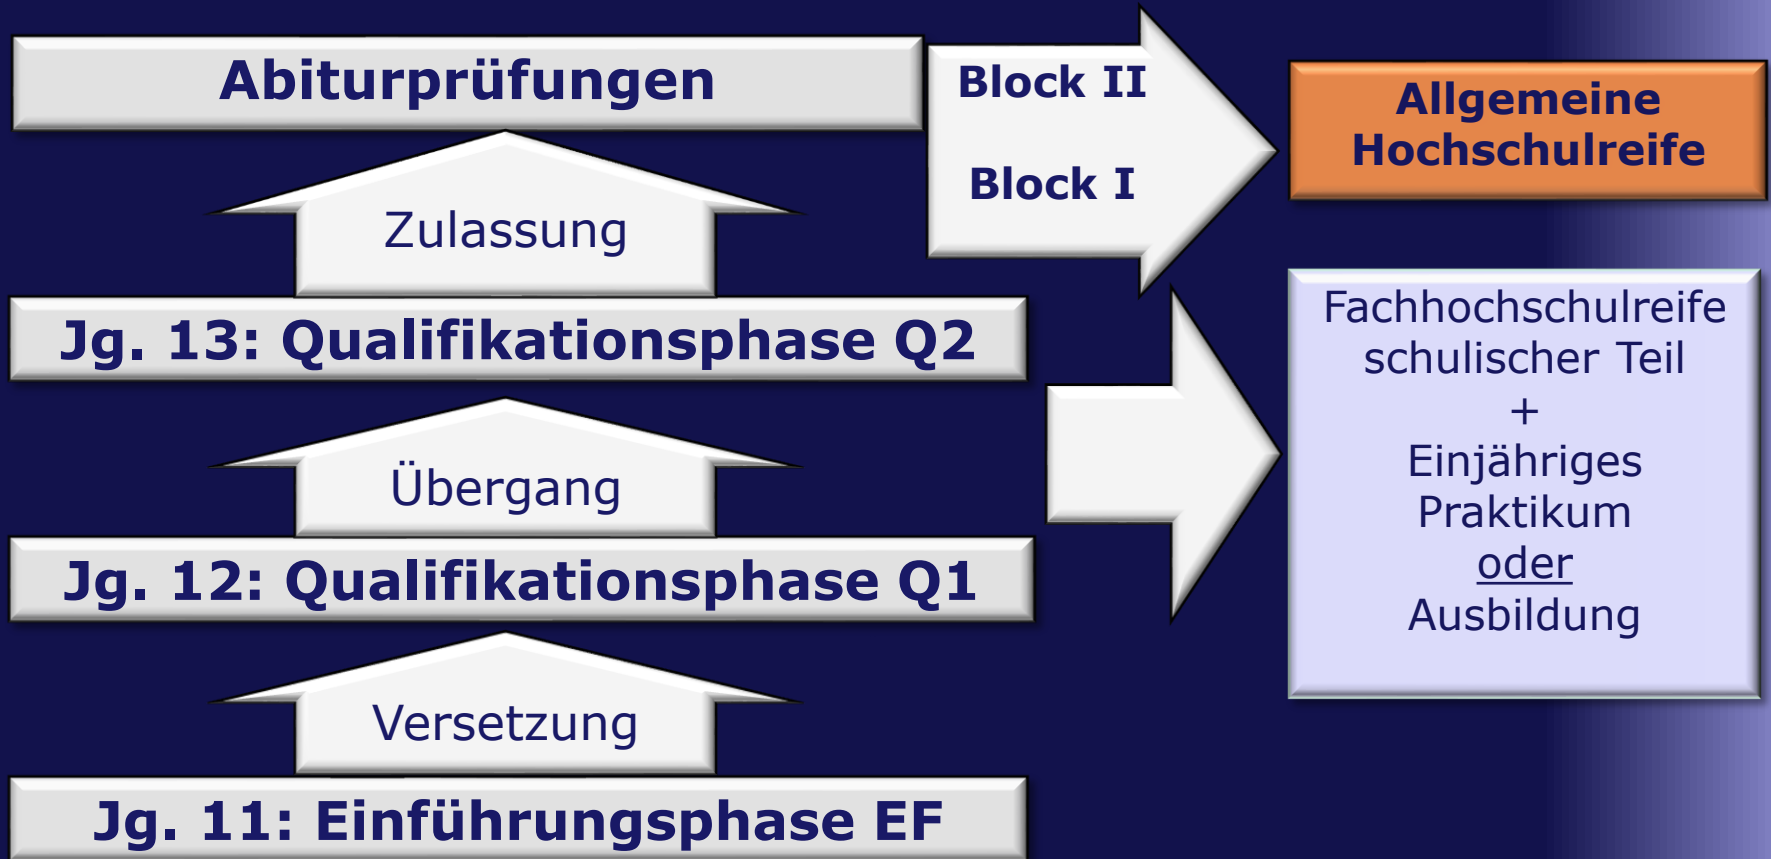 Abiturprüfungen
Block II
Block I
Allgemeine
Hochschulreife
Zulassung
Jg. 13: Qualifikationsphase Q2
Übergang
Jg. 12: Qualifikationsphase Q1
Versetzung
Jg. 11: Einführungsphase EF
Fachhochschulreife
schulischer Teil
+
Einjähriges
Praktikum
oder
Ausbildung